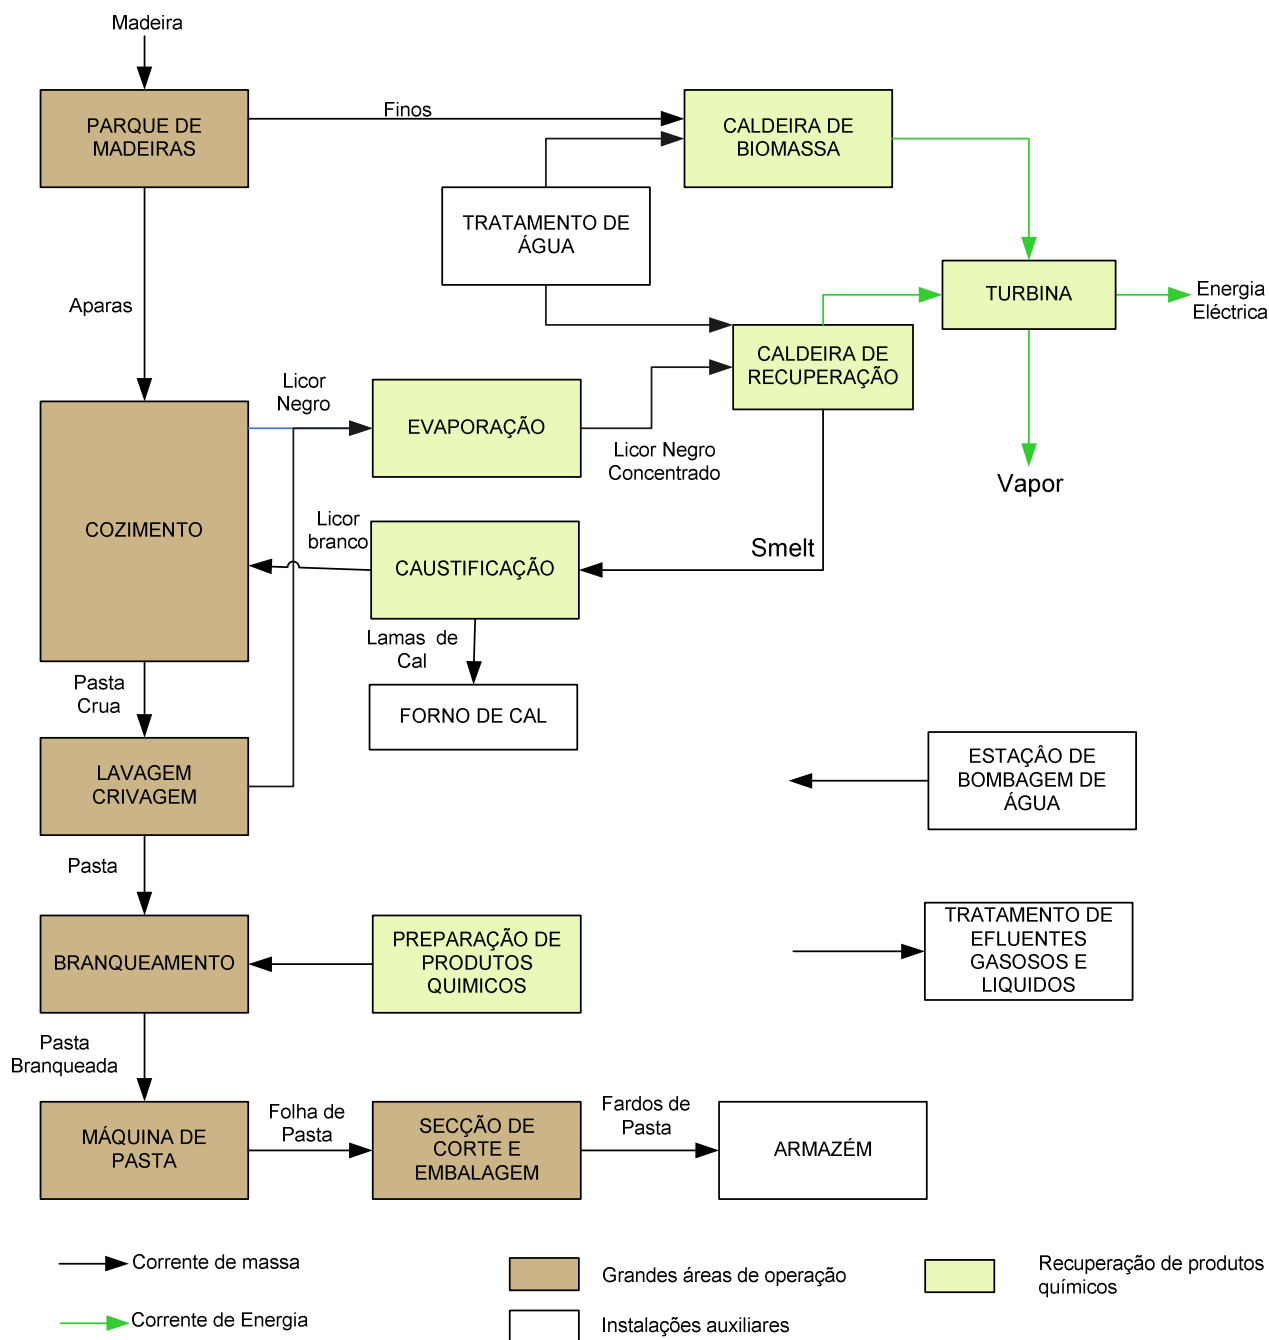 Madeira
PARQUE DE
MADEIRAS
Finos
CALDEIRA DE
BIOMASSA
TRATAMENTO DE
ÁGUA
TURBINA
Energia
Eléctrica
Aparas
CALDEIRA DE
RECUPERAÇÃO
Licor
Negro
EVAPORAÇÃO
Licor Negro
Concentrado
Vapor
COZIMENTO
Licor
branco
CAUSTIFICAÇÃO
Smelt
Lamas de
Cal
FORNO DE CAL
Pasta
Crua
LAVAGEM
CRIVAGEM
ESTAÇÂO DE
BOMBAGEM DE
ÁGUA
Pasta
BRANQUEAMENTO
PREPARAÇÃO DE
PRODUTOS
QUIMICOS
TRATAMENTO DE
EFLUENTES
GASOSOS E
LIQUIDOS
Pasta
Branqueada
MÁQUINA DE
PASTA
Folha de
Pasta
SECÇÃO DE
CORTE E
EMBALAGEM
Fardos de
Pasta
ARMAZÉM
Corrente de massa
Grandes áreas de operação
Recuperação de produtos
químicos
Corrente de Energia
Instalações auxiliares